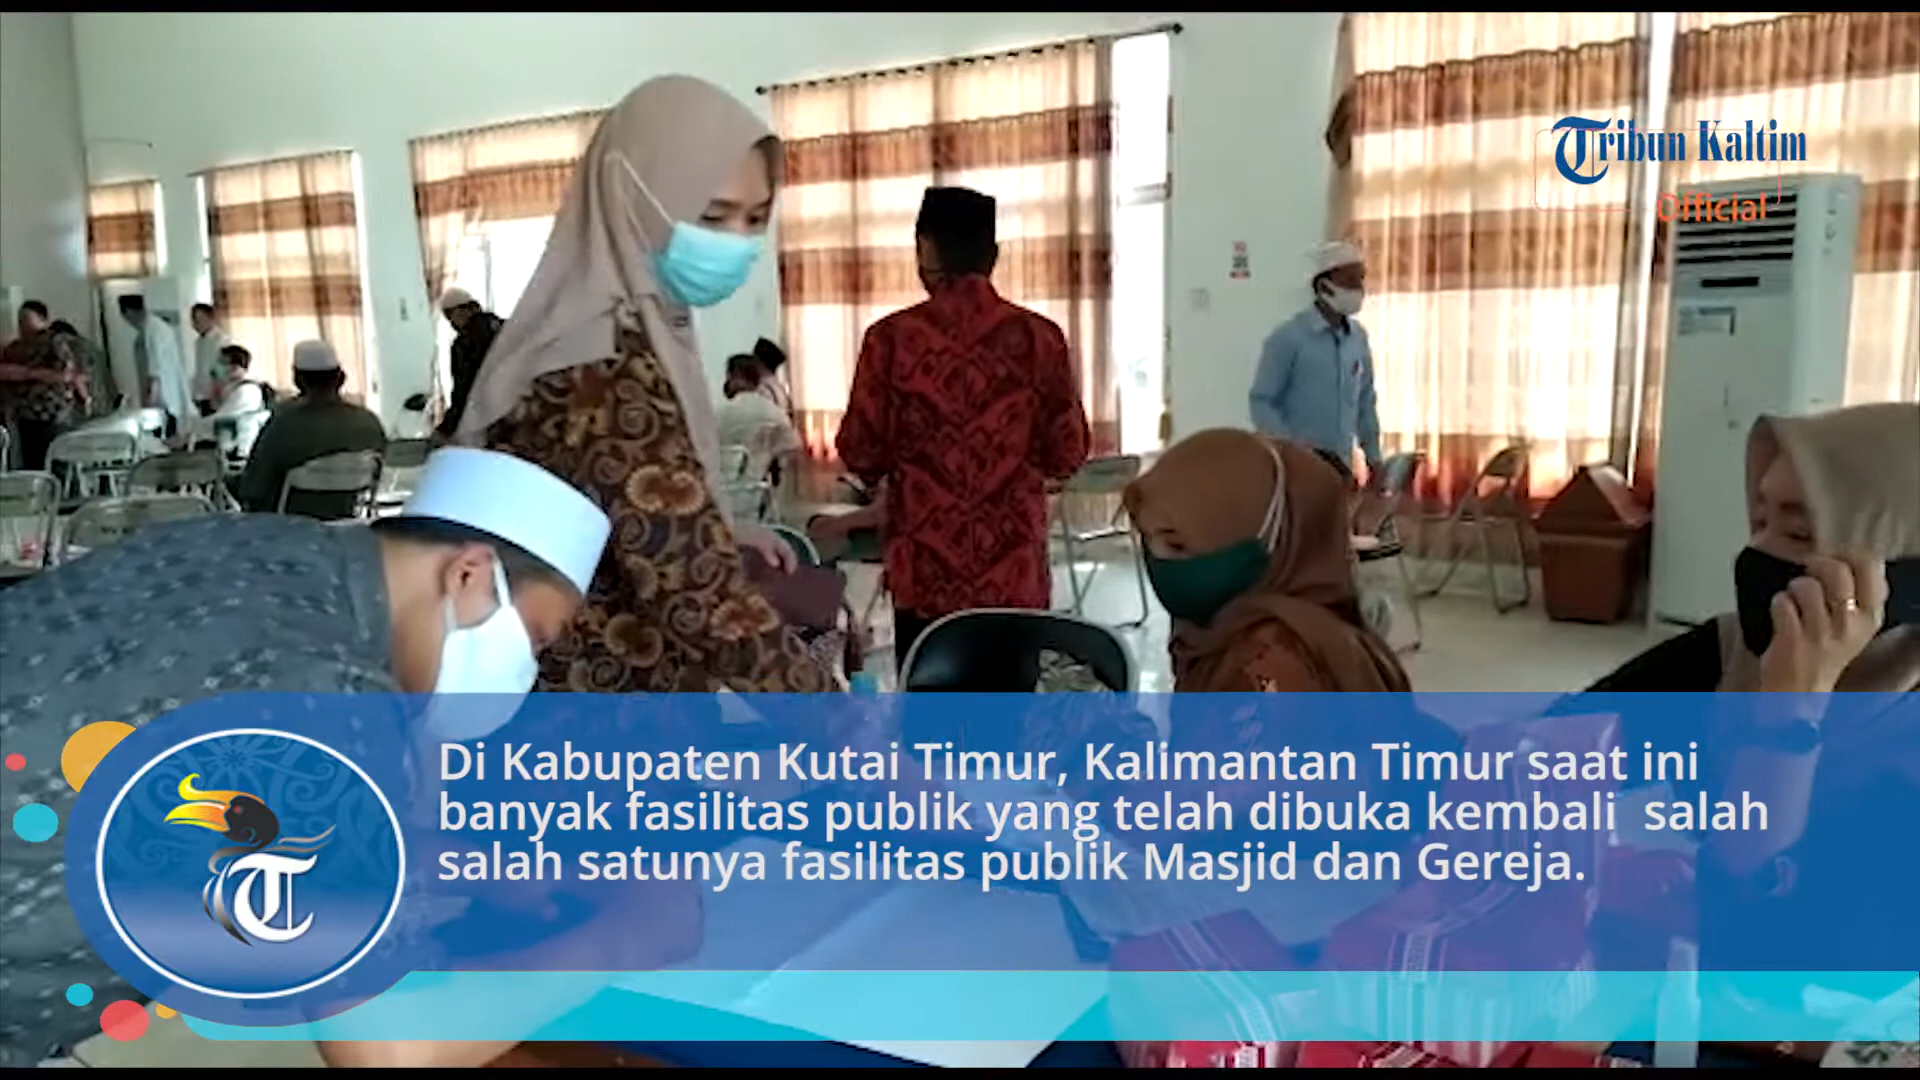 Tribun Kaltim
Official
Di Kabupaten Kutai Timur, Kalimantan Timur saat ini
banyak fasilitas publik yang telah dibuka kembali  salah
salah satunya fasilitas publik Masjid dan Gereja.
T